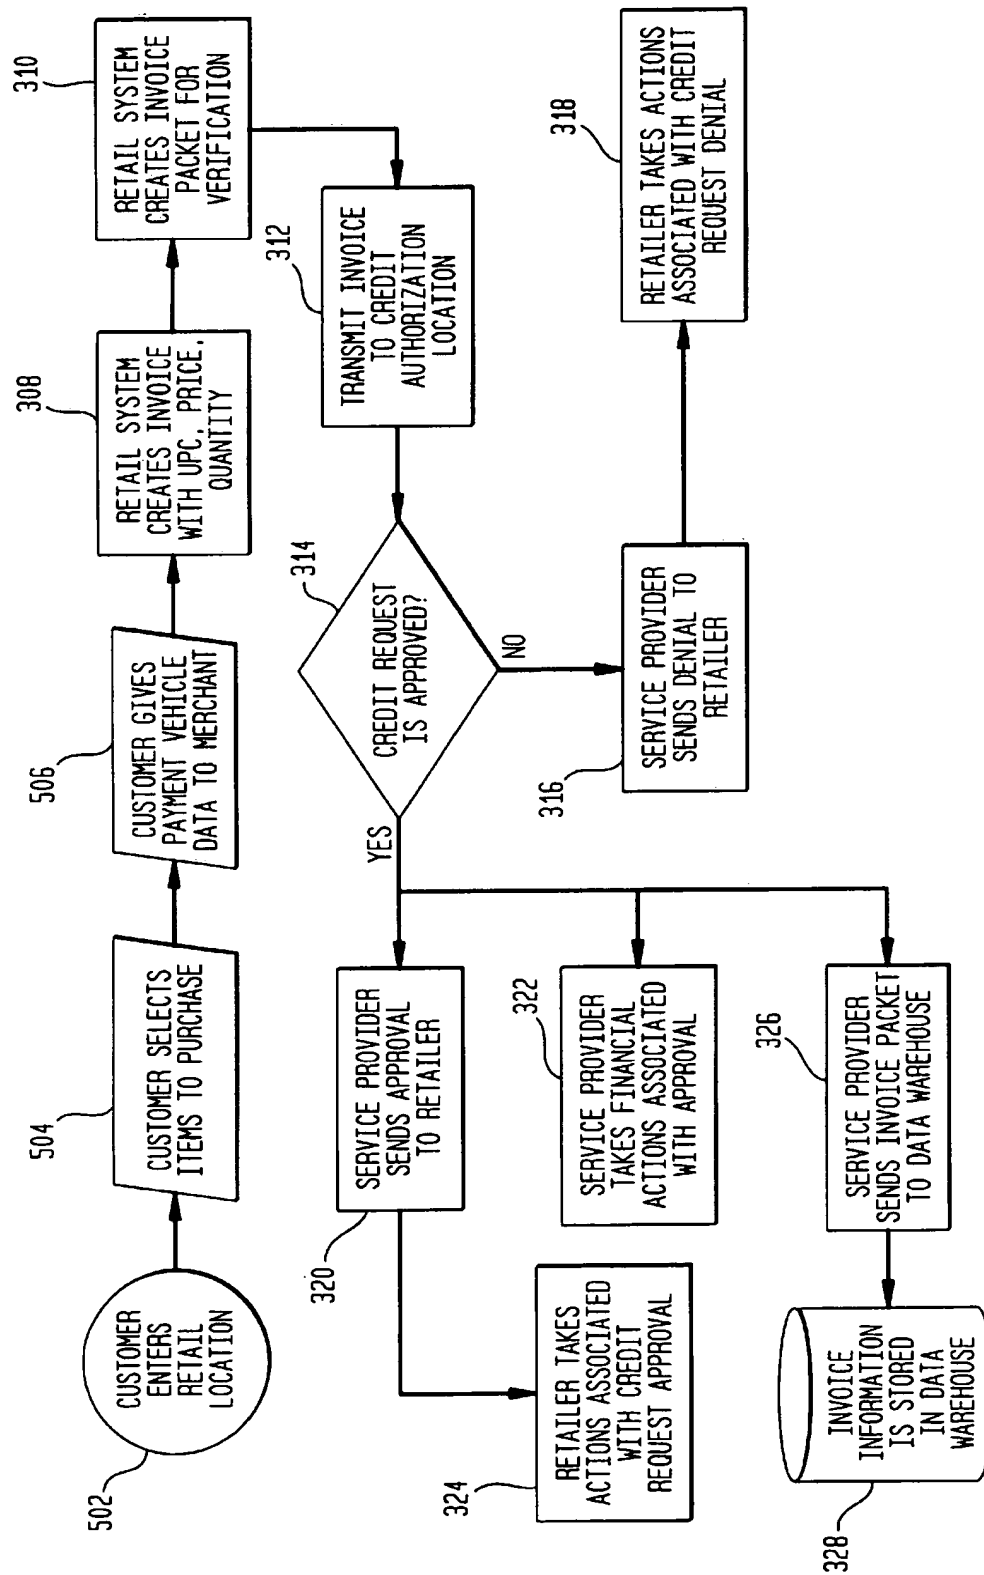 502
CUSTOMER
ENTERS
RETAIL
LOCATION
504
CUSTOMER SELECTS
ITEMS TO PURCHASE
506
CUSTOMER GIVES
PAYMENT VEHICLE
DATA TO MERCHANT
308
RETAIL SYSTEM
CREATES INVOICE
WITH UPC, PRICE,
QUANTITY
310
RETAIL SYSTEM
CREATES INVOICE
PACKET FOR
VERIFICATION
312
TRANSMIT INVOICE
TO CREDIT
AUTHORIZATION
LOCATION
314
CREDIT REQUEST
IS APPROVED?
YES
NO
316
SERVICE PROVIDER
SENDS DENIAL TO
RETAILER
318
RETAILER TAKES ACTIONS
ASSOCIATED WITH CREDIT
REQUEST DENIAL
320
SERVICE PROVIDER
SENDS APPROVAL
TO RETAILER
324
RETAILER TAKES
ACTIONS ASSOCIATED
WITH CREDIT
REQUEST APPROVAL
322
SERVICE PROVIDER
TAKES FINANCIAL
ACTIONS ASSOCIATED
WITH APPROVAL
326
SERVICE PROVIDER
SENDS INVOICE PACKET
TO DATA WAREHOUSE
328
INVOICE
INFORMATION
IS STORED
IN DATA
WAREHOUSE